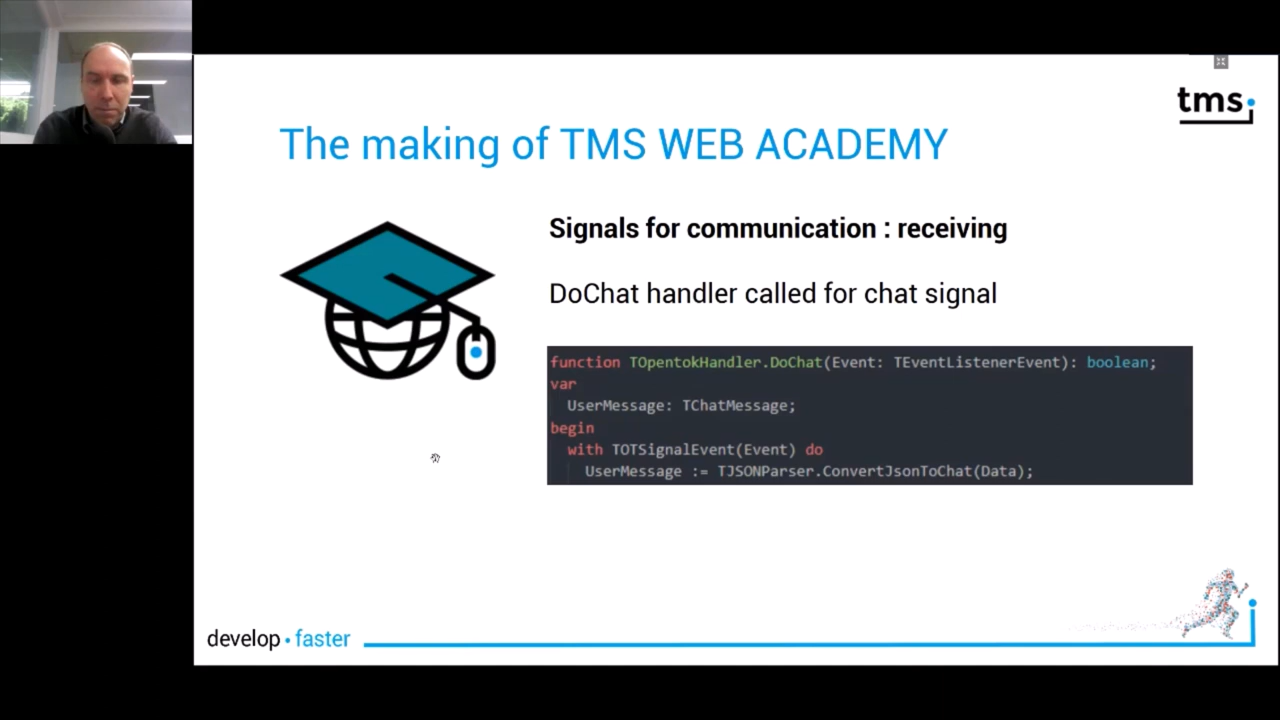 tms
The making of TMS WEB ACADEMY
Signals for communication : receiving
DoChat handler called for chat signal
function TOpentokHandler.DoChat(Event: TEventListenerEvent): boolean;
var
UserMessage: TChatMessage;
begin
with TOTSignalEvent(Event) do
UserMessage := TJSONParser.ConvertJsonToChat(Data);
develop • faster